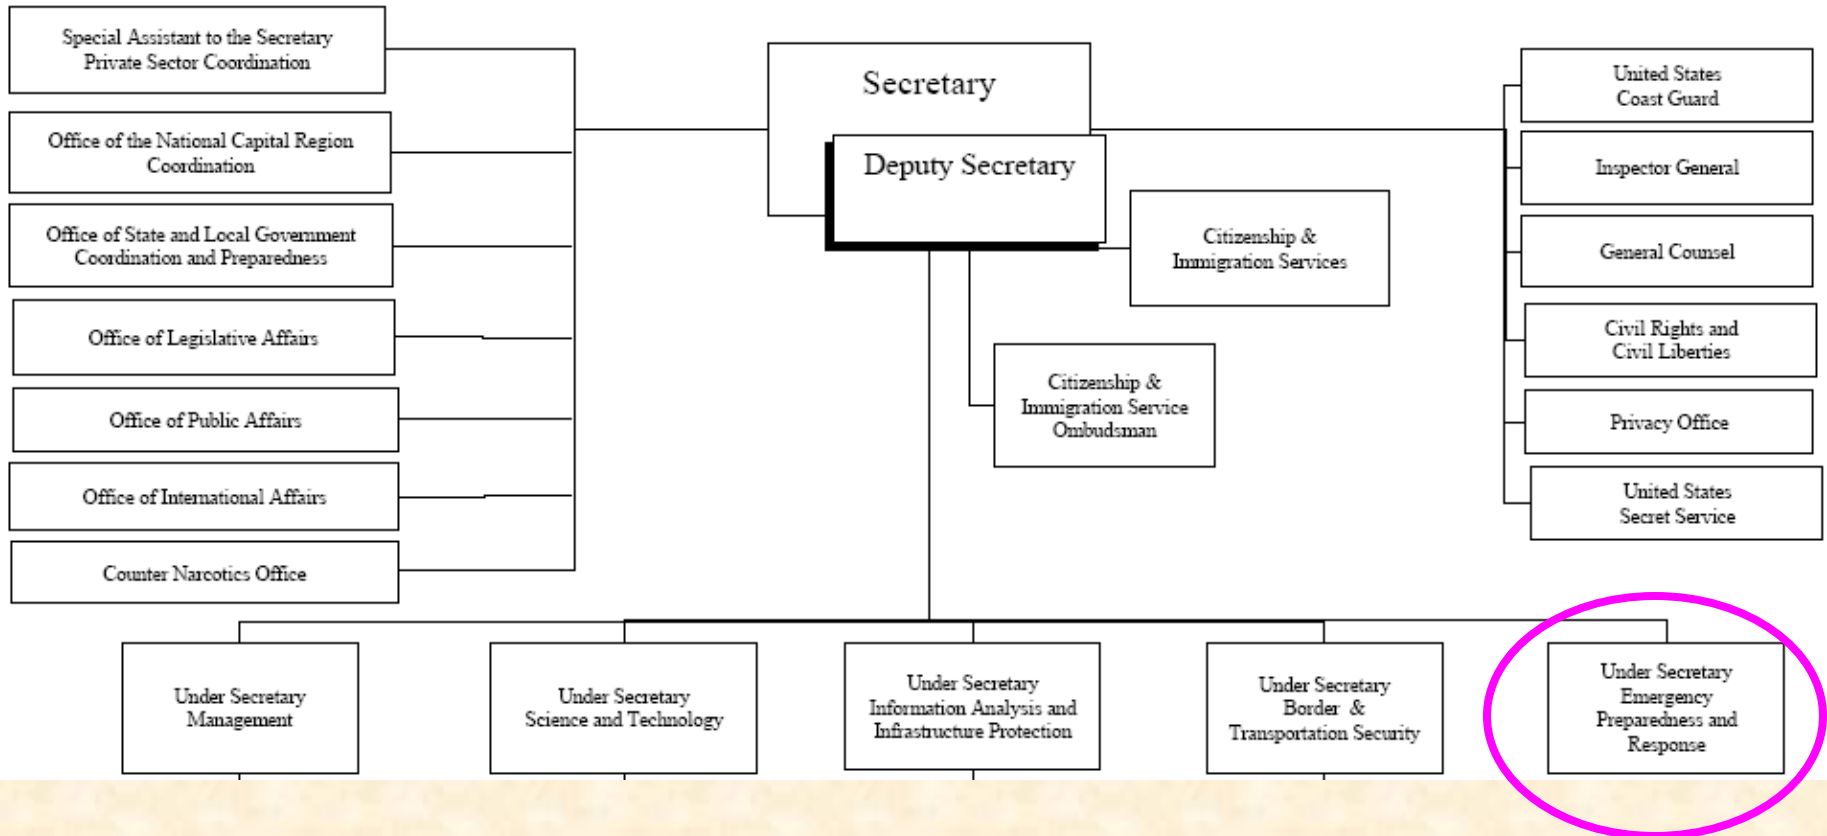 Special Assistant to the Secretary
Private Sector Coordination
Office of the National Capital Region
Coordination
Office of State and Local Government
Coordination and Preparedness
Office of Legislative Affairs
Office of Public Affairs
Office of International Affairs
Counter Narcotics Office
Secretary
Deputy Secretary
Citizenship &
Immigration Services
Citizenship &
Immigration Service
Ombudsman
United States
Coast Guard
Inspector General
General Counsel
Civil Rights and
Civil Liberties
Privacy Office
United States
Secret Service
Under Secretary
Management
Under Secretary
Science and Technology
Under Secretary
Information Analysis and
Infrastructure Protection
Under Secretary
Border &
Transportation Security
Under Secretary
Emergency
Preparedness and
Response